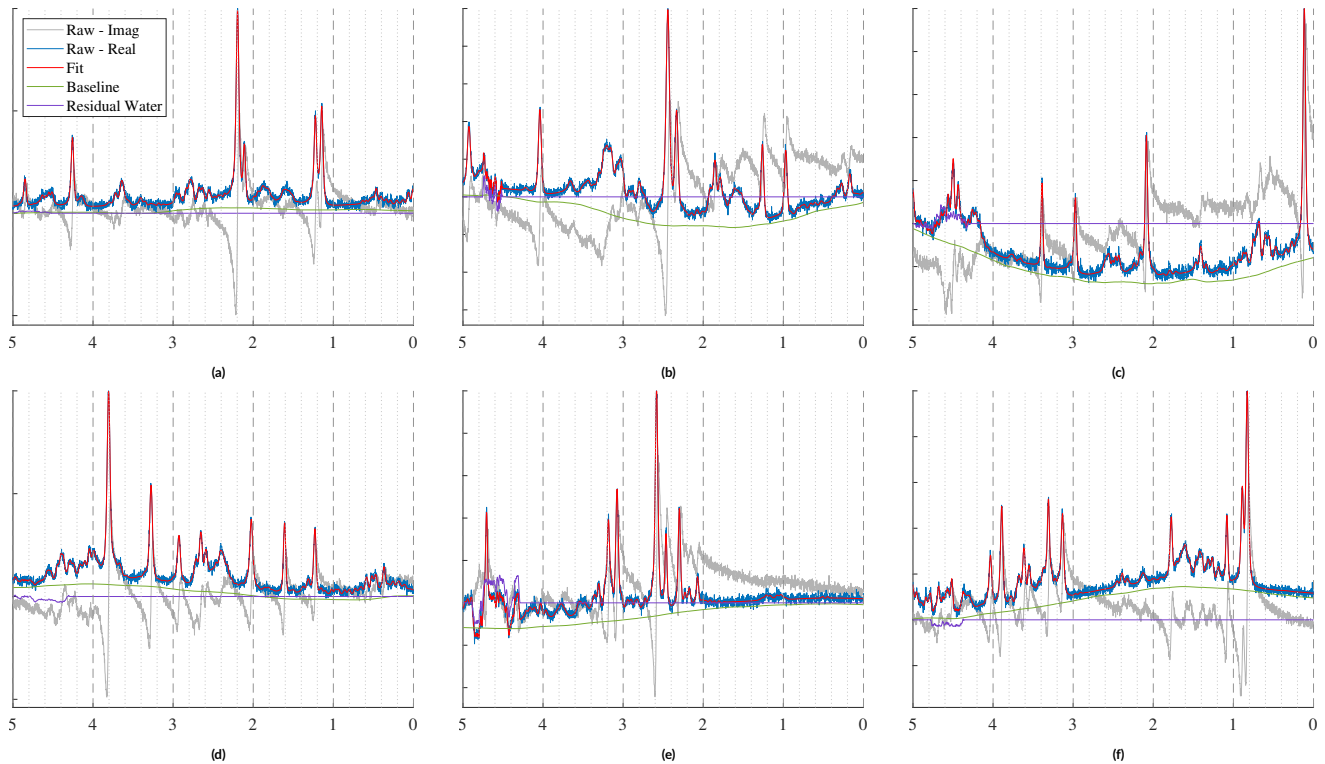 Raw - Imag
Raw - Real
Fit
Baseline
Residual Water
5 4 3 2 1 0
5 4 3 2 1 0
5 4 3 2 1 0
(a)
(b)
(c)
5 4 3 2 1 0
5 4 3 2 1 0
5 4 3 2 1 0
(d)
(e)
(f)